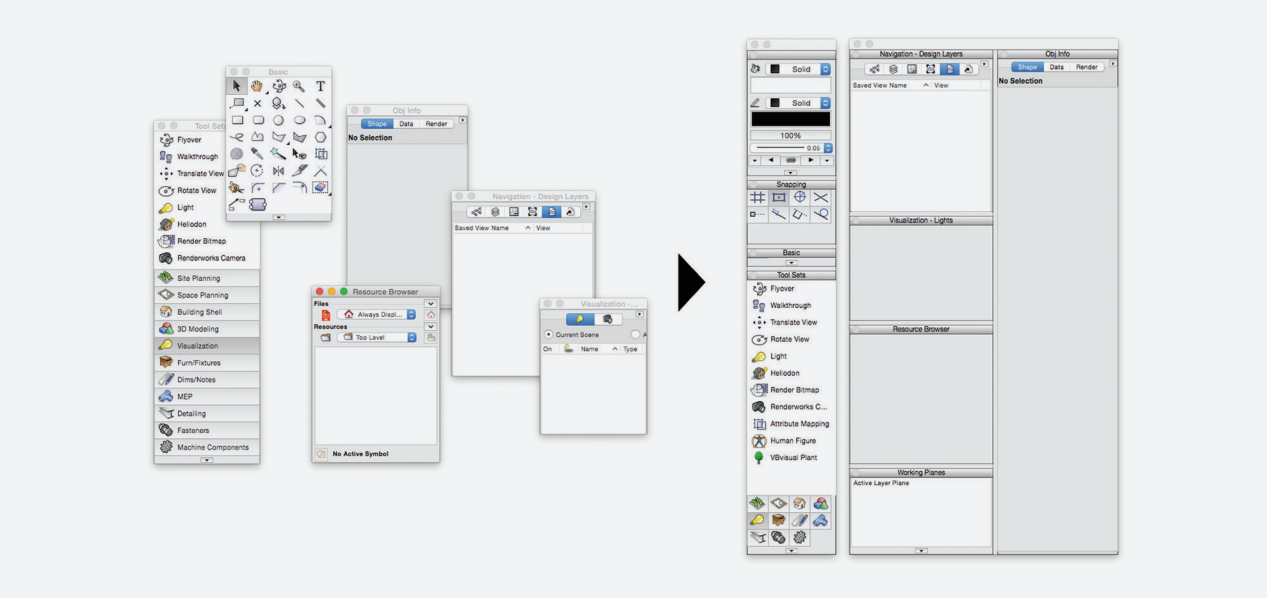 Basic
T
Tool Sets
Flyover
Walkthrough
Translate View
Rotate View
Light
Heliodon
Render Bitmap
Renderworks Camera
Site Planning
Space Planning
Building Shell
3D Modeling
Visualization
Furn/Fixtures
Dims/Notes
MEP
Detailing
Fasteners
Machine Components
Obj Info
Shape Data Render
No Selection
Navigation - Design Layers
Saved View Name ^ View
Resource Browser
Files
Always Displ...
Resources
Top Level
No Active Symbol
Visualization -...
Current Scene A
On Name ^ Type
Solid
Solid
100%
0.05
Snapping
Basic
Tool Sets
Flyover
Walkthrough
Translate View
Rotate View
Light
Heliodon
Render Bitmap
Renderworks C...
Attribute Mapping
Human Figure
VBvisual Plant
Navigation - Design Layers
Saved View Name ^ View
Visualization - Lights
Resource Browser
Working Planes
Active Layer Plane
Obj Info
Shape Data Render
No Selection